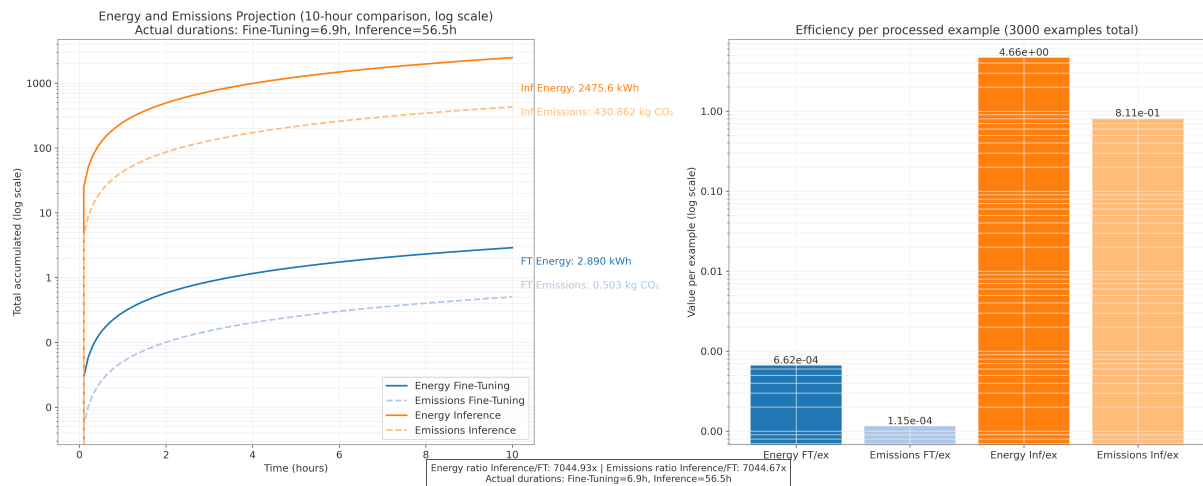 Energy and Emissions Projection (10-hour comparison, log scale)
Actual durations: Fine-Tuning=6.9h, Inference=56.5h
Total accumulated (log scale)
1000
100
10
1
0
0
0
2
4
6
8
10
Time (hours)
Inf Energy: 2475.6 kWh
Inf Emissions: 430.862 kg CO₂
FT Energy: 2.890 kWh
FT Emissions: 0.503 kg CO₂
Energy Fine-Tuning
Emissions Fine-Tuning
Energy Inference
Emissions Inference
Efficiency per processed example (3000 examples total)
Value per example (log scale)
1.00
0.10
0.01
0.00
0.00
6.62e-04
1.15e-04
4.66e+00
8.11e-01
Energy FT/ex
Emissions FT/ex
Energy Inf/ex
Emissions Inf/ex
Energy ratio Inference/FT: 7044.93x | Emissions ratio Inference/FT: 7044.67x
Actual durations: Fine-Tuning=6.9h, Inference=56.5h